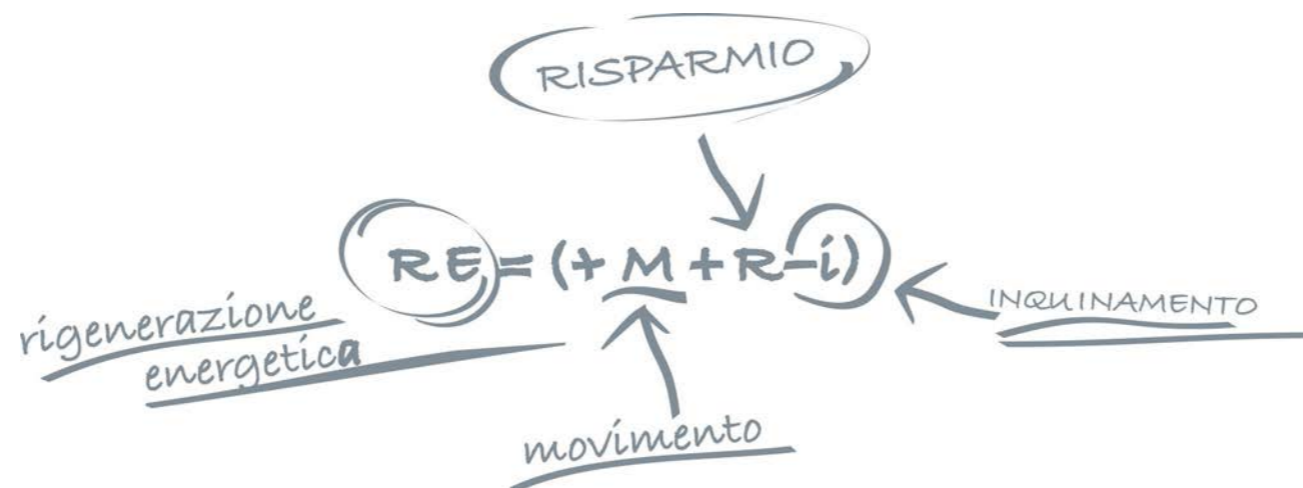 RISPARMIO
RE=(+M+R-i)
INQUINAMENTO
rigenerazione
energetica
movimento